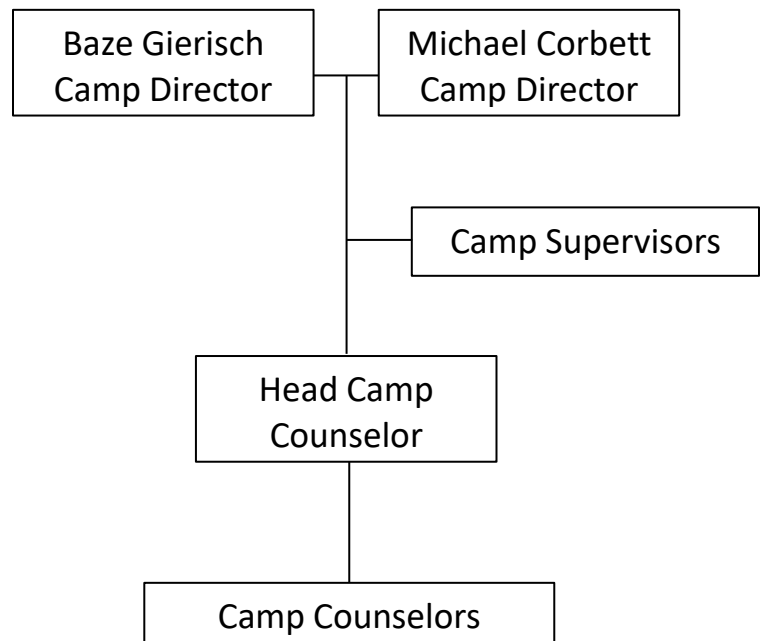 Baze Gierisch
Camp Director
Michael Corbett
Camp Director
Camp Supervisors
Head Camp
Counselor
Camp Counselors